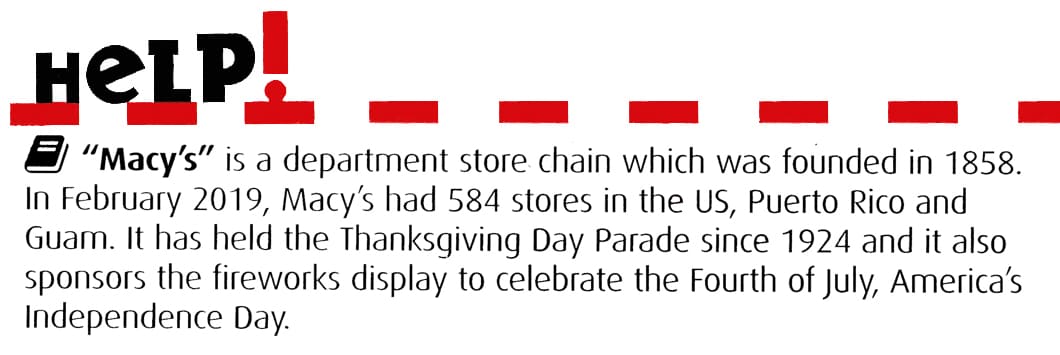 HeLP!
“Macy’s” is a department store chain which was founded in 1858.
In February 2019, Macy’s had 584 stores in the US, Puerto Rico and
Guam. It has held the Thanksgiving Day Parade since 1924 and it also
sponsors the fireworks display to celebrate the Fourth of July, America’s
Independence Day.